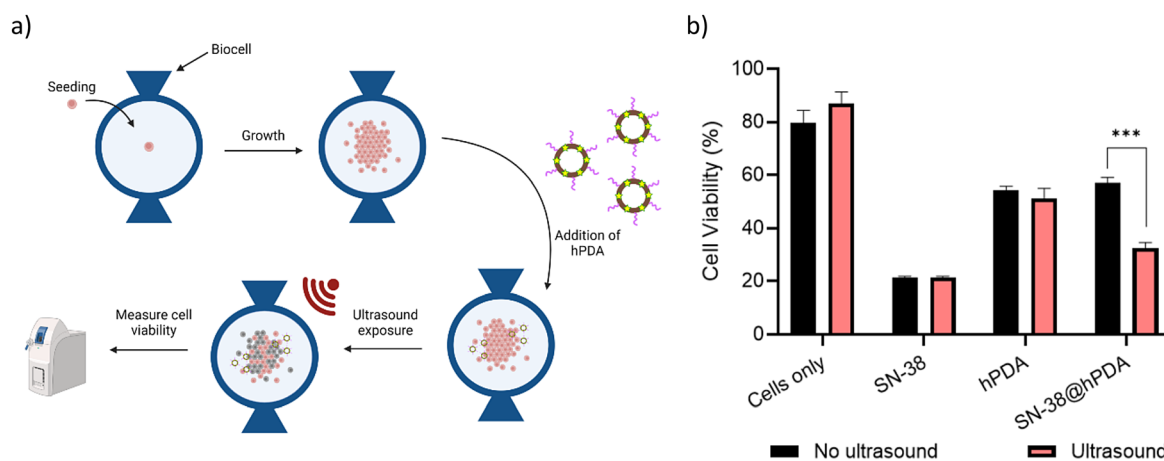 a)
Biocell
Seeding
Growth
Addition of
hPDA
Ultrasound
exposure
Measure cell
viability
b)
Cell Viability (%)
100
80
60
40
20
0
***
Cells only
SN-38
hPDA
SN-38@hPDA
No ultrasound
Ultrasound